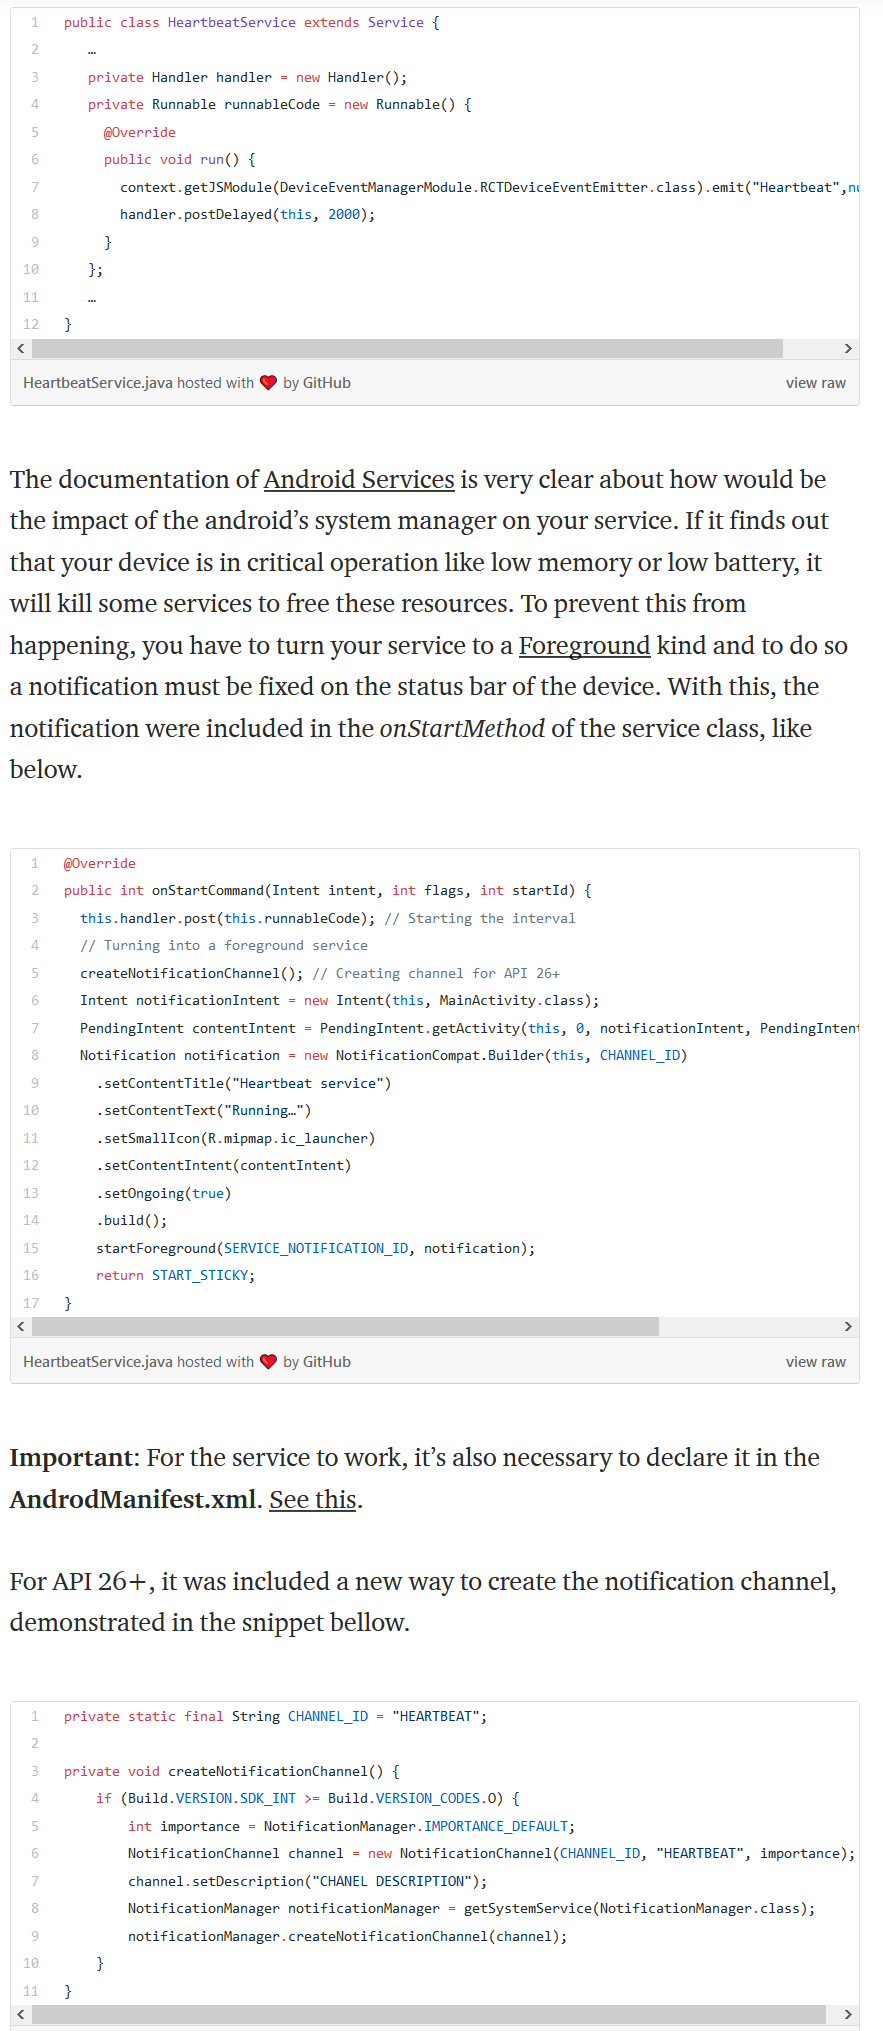 1 public class HeartbeatService extends Service {
2 …
3 private Handler handler = new Handler();
4 private Runnable runnableCode = new Runnable() {
5 @Override
6 public void run() {
7 context.getJSModule(DeviceEventManagerModule.RCTDeviceEventEmitter.class).emit("Heartbeat",nu
8 handler.postDelayed(this, 2000);
9 }
10 };
11 …
12 }
HeartbeatService.java hosted with ❤ by GitHub view raw
The documentation of Android Services is very clear about how would be
the impact of the android’s system manager on your service. If it finds out
that your device is in critical operation like low memory or low battery, it
will kill some services to free these resources. To prevent this from
happening, you have to turn your service to a Foreground kind and to do so
a notification must be fixed on the status bar of the device. With this, the
notification were included in the onStartMethod of the service class, like
below.
1 @Override
2 public int onStartCommand(Intent intent, int flags, int startId) {
3 this.handler.post(this.runnableCode); // Starting the interval
4 // Turning into a foreground service
5 createNotificationChannel(); // Creating channel for API 26+
6 Intent notificationIntent = new Intent(this, MainActivity.class);
7 PendingIntent contentIntent = PendingIntent.getActivity(this, 0, notificationIntent, PendingIntent
8 Notification notification = new NotificationCompat.Builder(this, CHANNEL_ID)
9 .setContentTitle("Heartbeat service")
10 .setContentText("Running…")
11 .setSmallIcon(R.mipmap.ic_launcher)
12 .setContentIntent(contentIntent)
13 .setOngoing(true)
14 .build();
15 startForeground(SERVICE_NOTIFICATION_ID, notification);
16 return START_STICKY;
17 }
HeartbeatService.java hosted with ❤ by GitHub view raw
Important: For the service to work, it’s also necessary to declare it in the
AndrodManifest.xml. See this.
For API 26+, it was included a new way to create the notification channel,
demonstrated in the snippet bellow.
1 private static final String CHANNEL_ID = "HEARTBEAT";
2
3 private void createNotificationChannel() {
4 if (Build.VERSION.SDK_INT >= Build.VERSION_CODES.O) {
5 int importance = NotificationManager.IMPORTANCE_DEFAULT;
6 NotificationChannel channel = new NotificationChannel(CHANNEL_ID, "HEARTBEAT", importance);
7 channel.setDescription("CHANEL DESCRIPTION");
8 NotificationManager notificationManager = getSystemService(NotificationManager.class);
9 notificationManager.createNotificationChannel(channel);
10 }
11 }